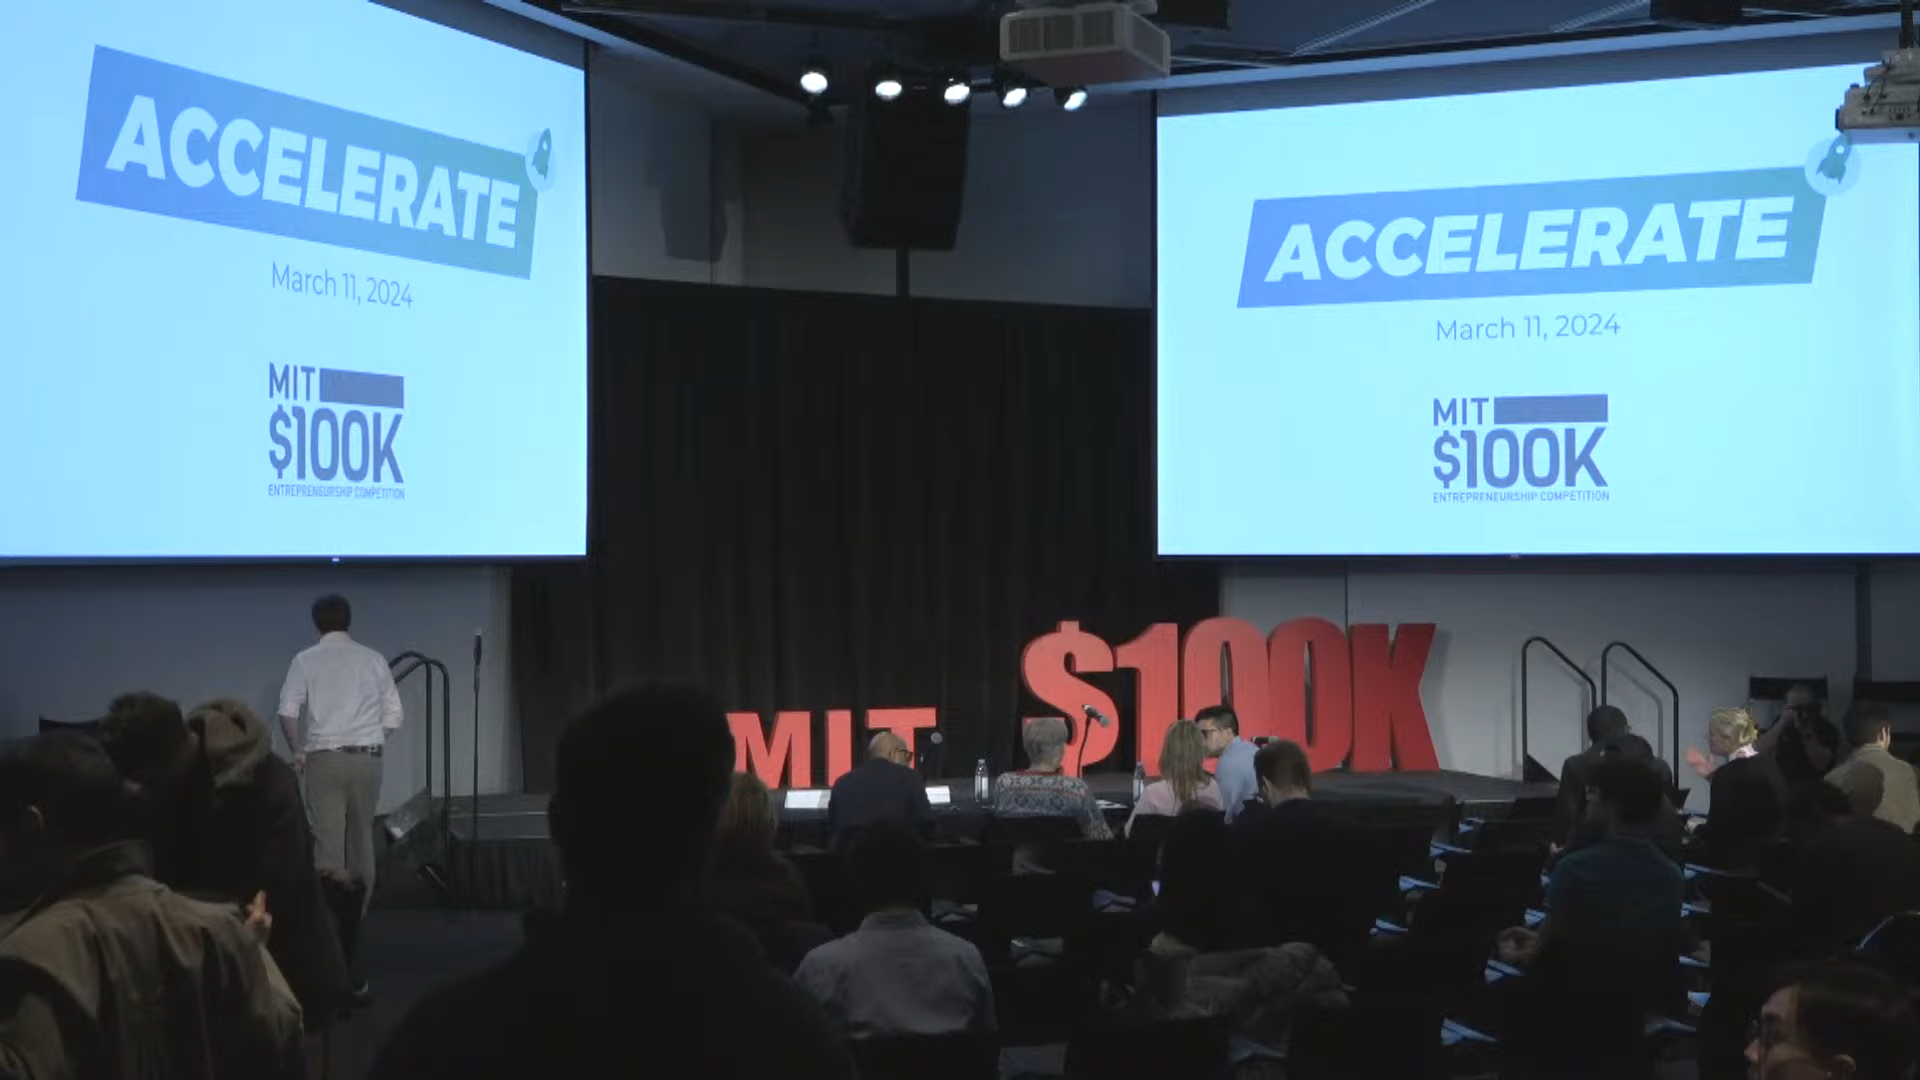 ACCELERATE
March 11, 2024
MIT
$100K
ENTREPRENEURSHIP COMPETITION
ACCELERATE
March 11, 2024
MIT
$100K
ENTREPRENEURSHIP COMPETITION
MIT $100K